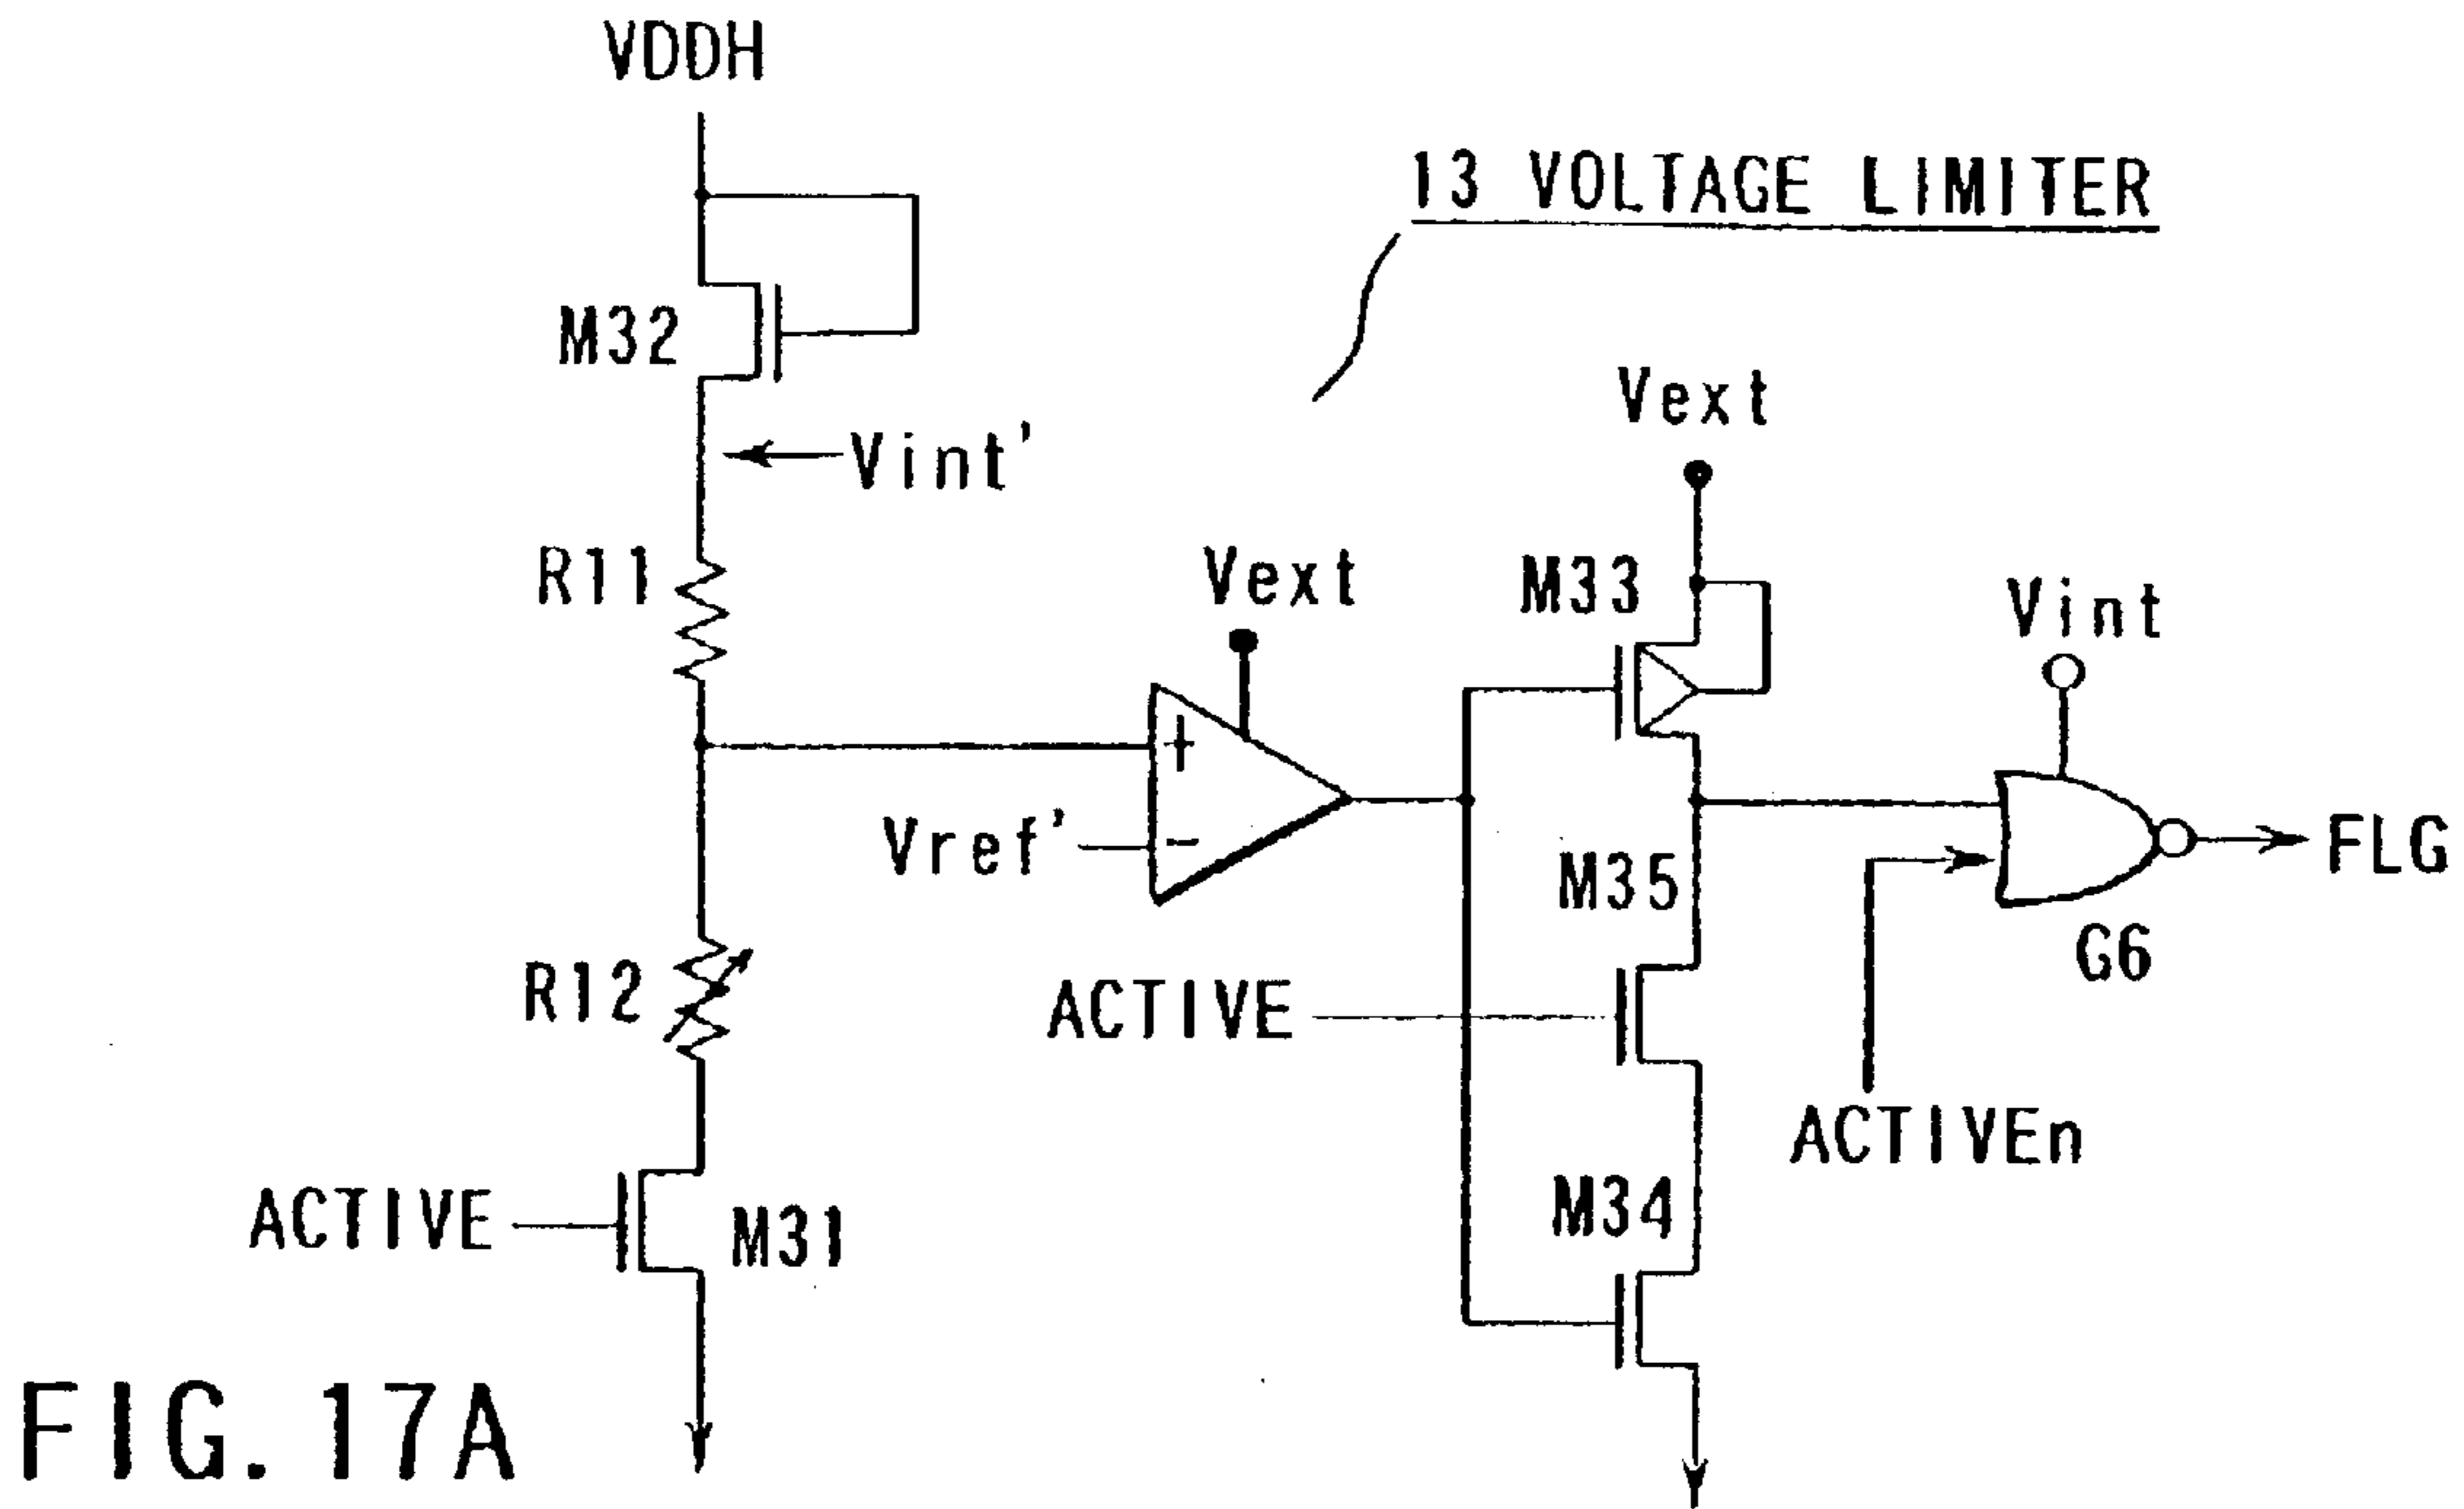 VDDH
13 VOLTAGE LIMITER
M32
Vint'
Vext
R11
Vext
M33
Vint
+
Vref'
-
M35
FLG
G6
R12
ACTIVE
ACTIVEn
M34
ACTIVE
M31
FIG.17A